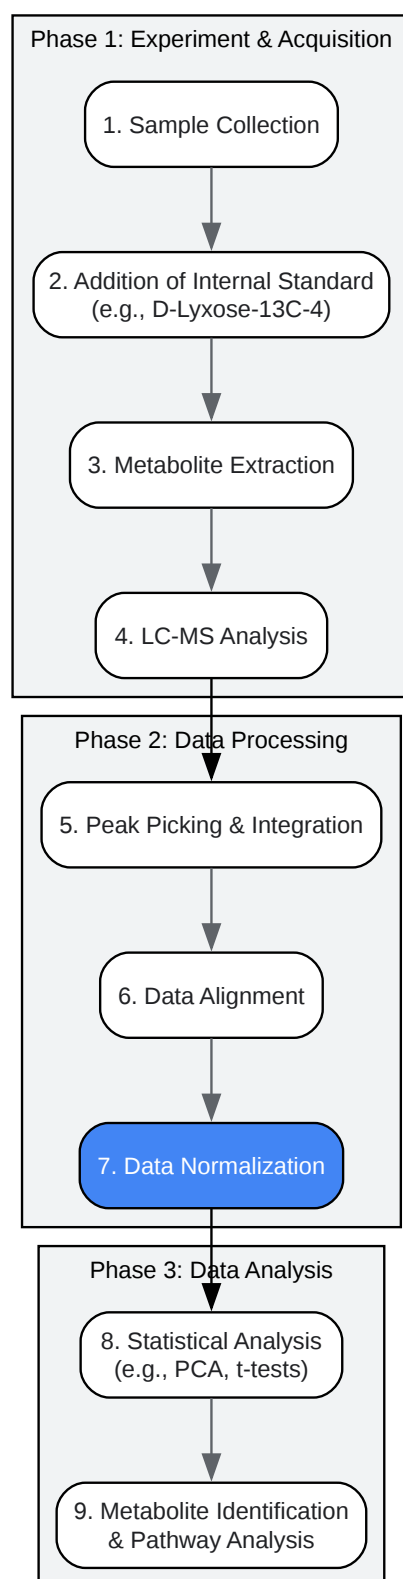 Phase 1: Experiment & Acquisition
1. Sample Collection
2. Addition of Internal Standard
(e.g., D-Lyxose-13C-4)
3. Metabolite Extraction
4. LC-MS Analysis
Phase 2: Data Processing
5. Peak Picking & Integration
6. Data Alignment
7. Data Normalization
Phase 3: Data Analysis
8. Statistical Analysis
(e.g., PCA, t-tests)
9. Metabolite Identification
& Pathway Analysis